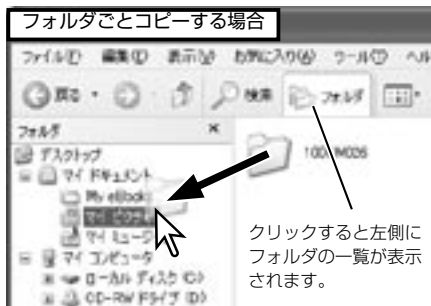 フォルダごとコピーする場合
ファイル(F) 編集(E) 表示(V) お気に入り(A) ツール(T) ヘル
戻る 検索 フォルダ
フォルダ ×
デスクトップ
マイ ドキュメント
My eBooks
マイ ピクチャ
マイ ミュージ
マイ コンピュータ
ローカル ディスク (C:)
CD-RW ドライブ (D:)
クリックすると左側に
フォルダの一覧が表示
されます。